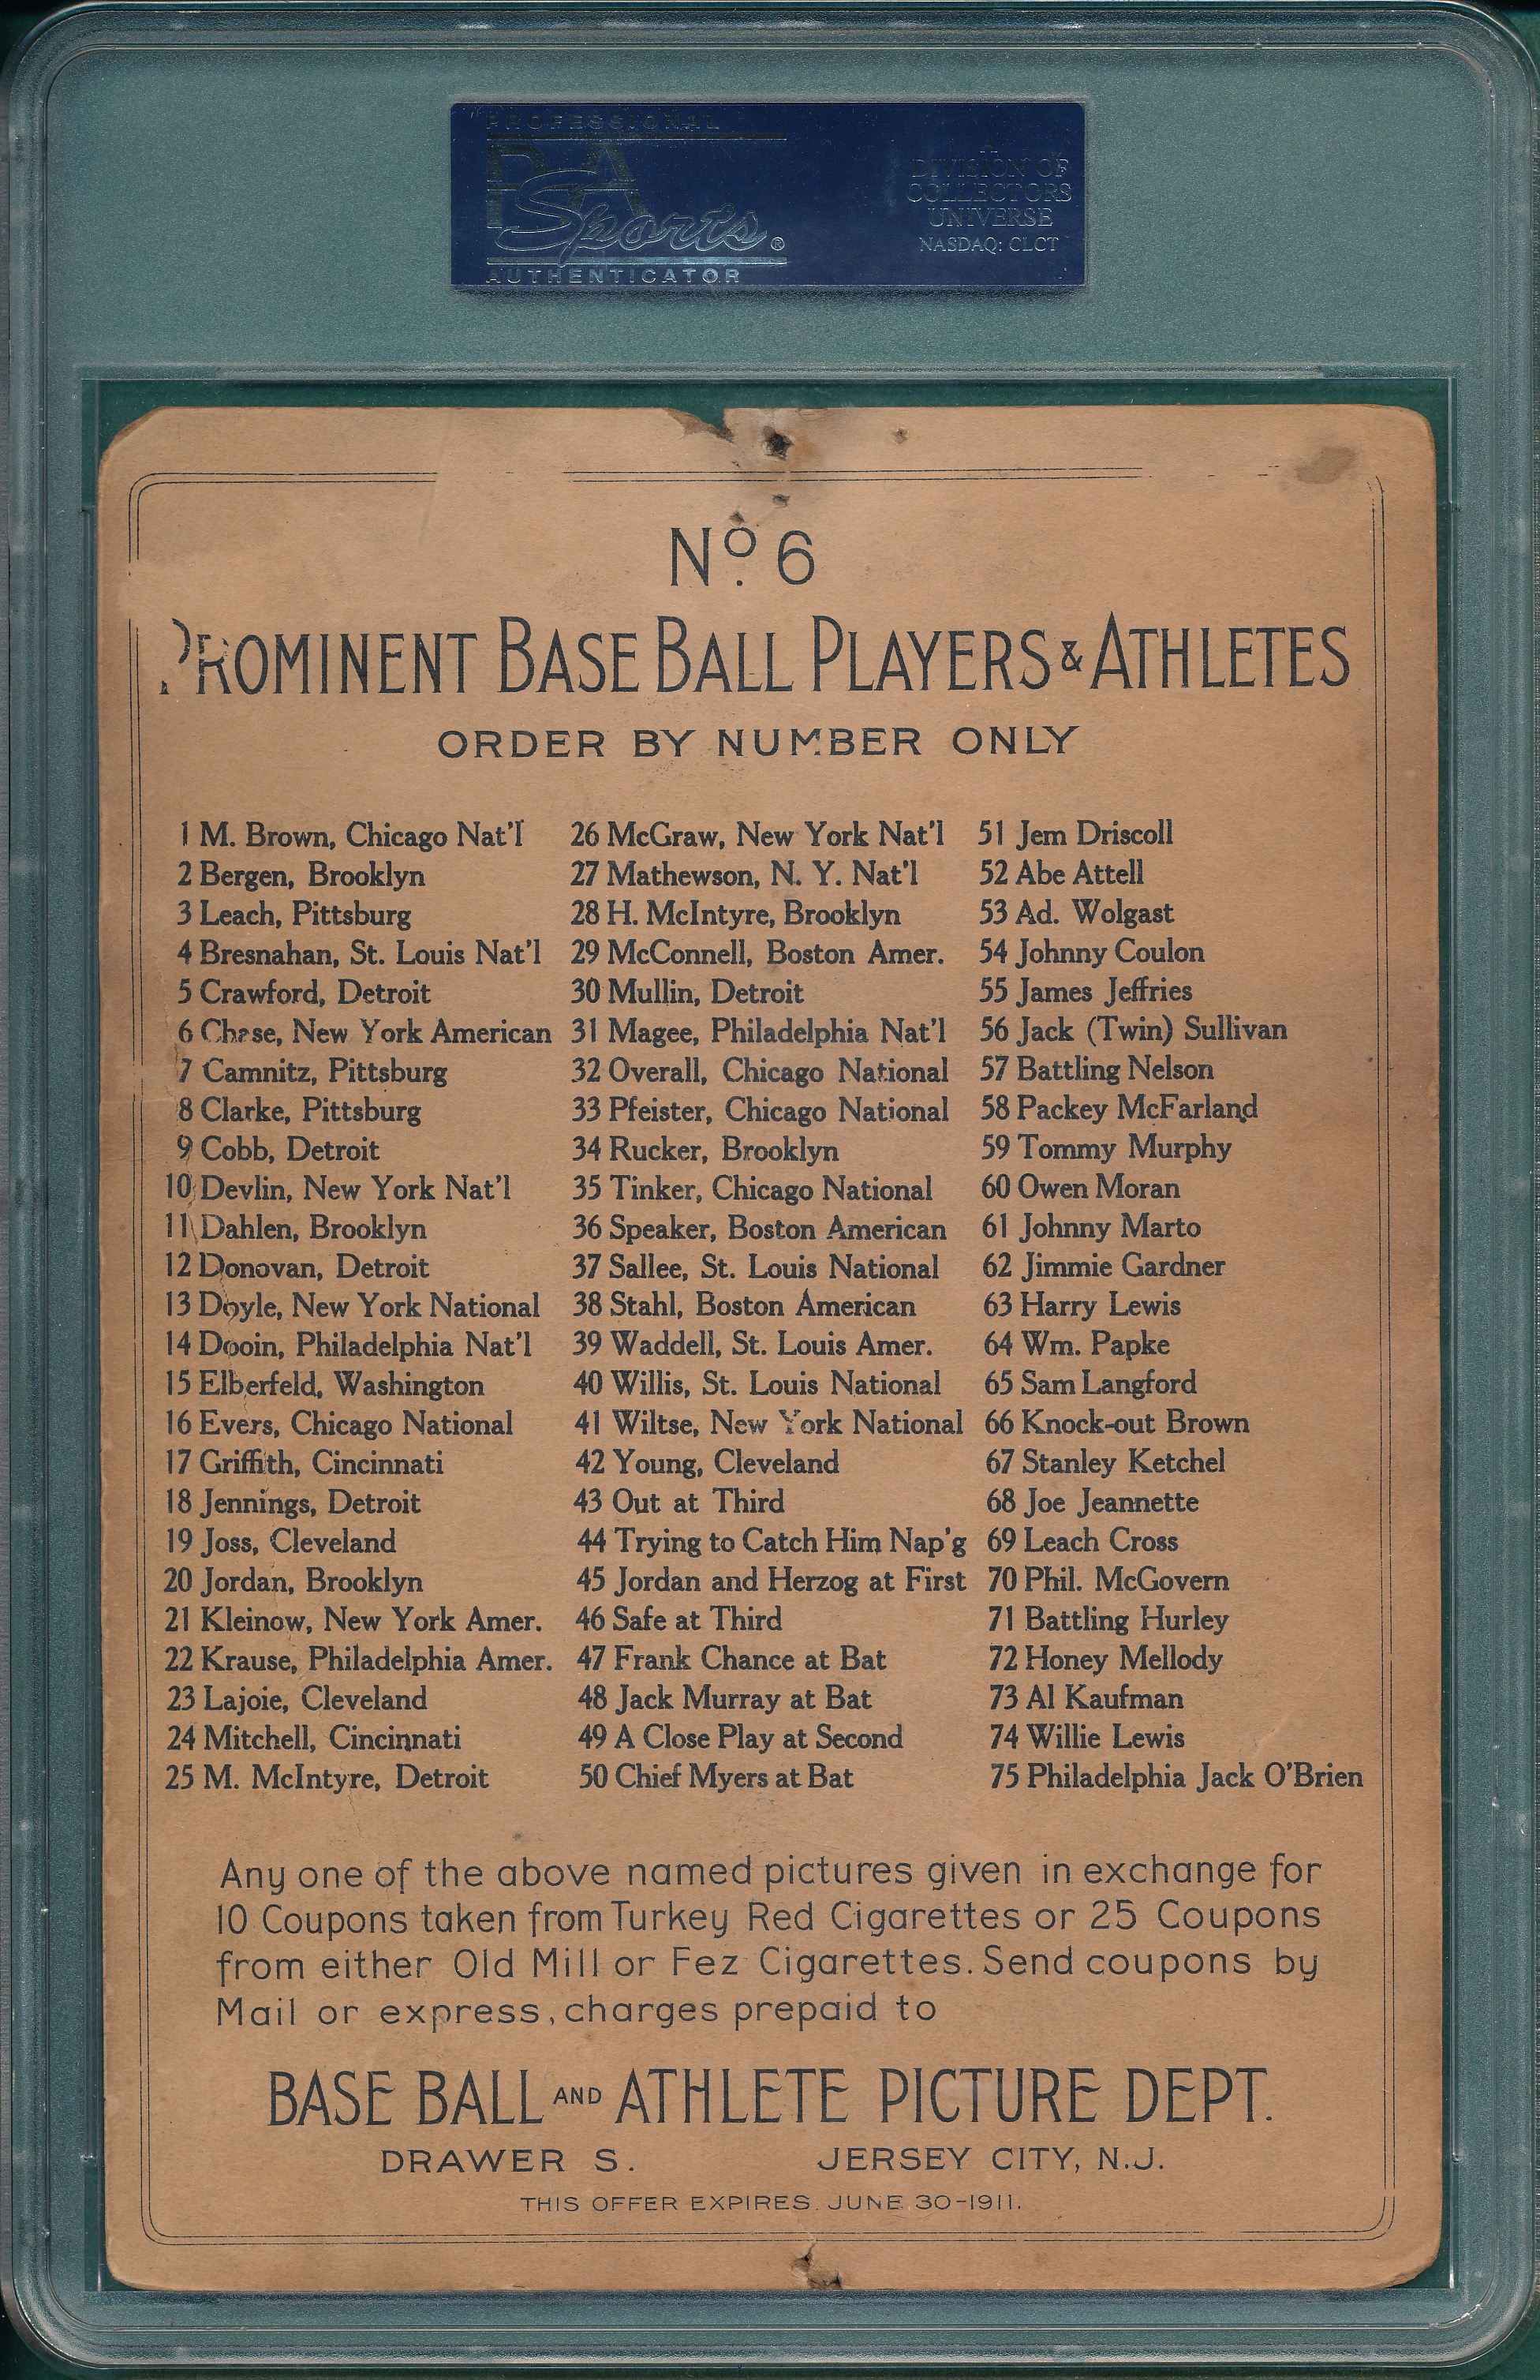 PROFESSIONAL
PSA
Sports®
AUTHENTICATOR
A
DIVISION OF
COLLECTORS
UNIVERSE
NASDAQ: CLCT
No. 6
PROMINENT BASE BALL PLAYERS & ATHLETES
ORDER BY NUMBER ONLY
1 M. Brown, Chicago Nat'l
2 Bergen, Brooklyn
3 Leach, Pittsburg
4 Bresnahan, St. Louis Nat'l
5 Crawford, Detroit
6 Chase, New York American
7 Camnitz, Pittsburg
8 Clarke, Pittsburg
9 Cobb, Detroit
10 Devlin, New York Nat'l
11 Dahlen, Brooklyn
12 Donovan, Detroit
13 Doyle, New York National
14 Dooin, Philadelphia Nat'l
15 Elberfeld, Washington
16 Evers, Chicago National
17 Griffith, Cincinnati
18 Jennings, Detroit
19 Joss, Cleveland
20 Jordan, Brooklyn
21 Kleinow, New York Amer.
22 Krause, Philadelphia Amer.
23 Lajoie, Cleveland
24 Mitchell, Cincinnati
25 M. McIntyre, Detroit
26 McGraw, New York Nat'l
27 Mathewson, N. Y. Nat'l
28 H. McIntyre, Brooklyn
29 McConnell, Boston Amer.
30 Mullin, Detroit
31 Magee, Philadelphia Nat'l
32 Overall, Chicago National
33 Pfeister, Chicago National
34 Rucker, Brooklyn
35 Tinker, Chicago National
36 Speaker, Boston American
37 Sallee, St. Louis National
38 Stahl, Boston American
39 Waddell, St. Louis Amer.
40 Willis, St. Louis National
41 Wiltse, New York National
42 Young, Cleveland
43 Out at Third
44 Trying to Catch Him Nap'g
45 Jordan and Herzog at First
46 Safe at Third
47 Frank Chance at Bat
48 Jack Murray at Bat
49 A Close Play at Second
50 Chief Myers at Bat
51 Jem Driscoll
52 Abe Attell
53 Ad. Wolgast
54 Johnny Coulon
55 James Jeffries
56 Jack (Twin) Sullivan
57 Battling Nelson
58 Packey McFarland
59 Tommy Murphy
60 Owen Moran
61 Johnny Marto
62 Jimmie Gardner
63 Harry Lewis
64 Wm. Papke
65 Sam Langford
66 Knock-out Brown
67 Stanley Ketchel
68 Joe Jeannette
69 Leach Cross
70 Phil. McGovern
71 Battling Hurley
72 Honey Mellody
73 Al Kaufman
74 Willie Lewis
75 Philadelphia Jack O'Brien
Any one of the above named pictures given in exchange for
10 Coupons taken from Turkey Red Cigarettes or 25 Coupons
from either Old Mill or Fez Cigarettes. Send coupons by
Mail or express, charges prepaid to
BASE BALL AND ATHLETE PICTURE DEPT.
DRAWER S. JERSEY CITY, N.J.
THIS OFFER EXPIRES. JUNE 30-1911.